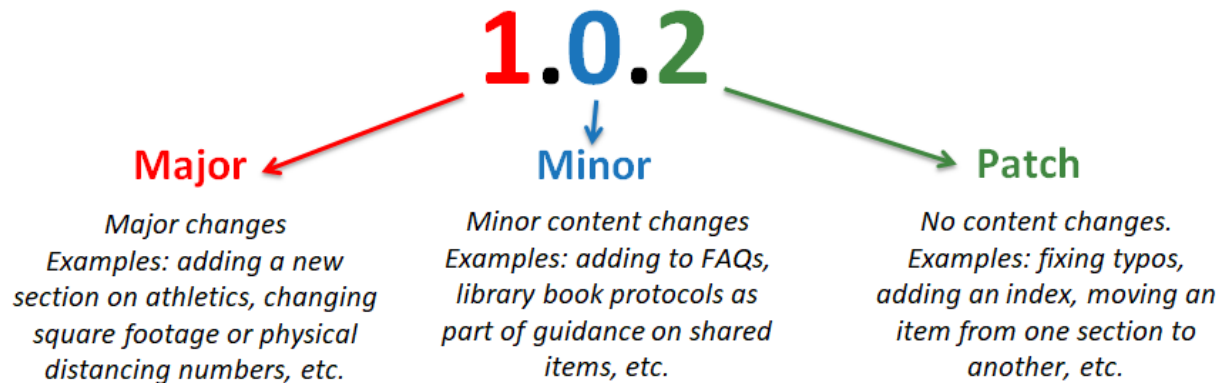 1.0.2
Major
Major changes
Examples: adding a new
section on athletics, changing
square footage or physical
distancing numbers, etc.
Minor
Minor content changes
Examples: adding to FAQs,
library book protocols as
part of guidance on shared
items, etc.
Patch
No content changes.
Examples: fixing typos,
adding an index, moving an
item from one section to
another, etc.